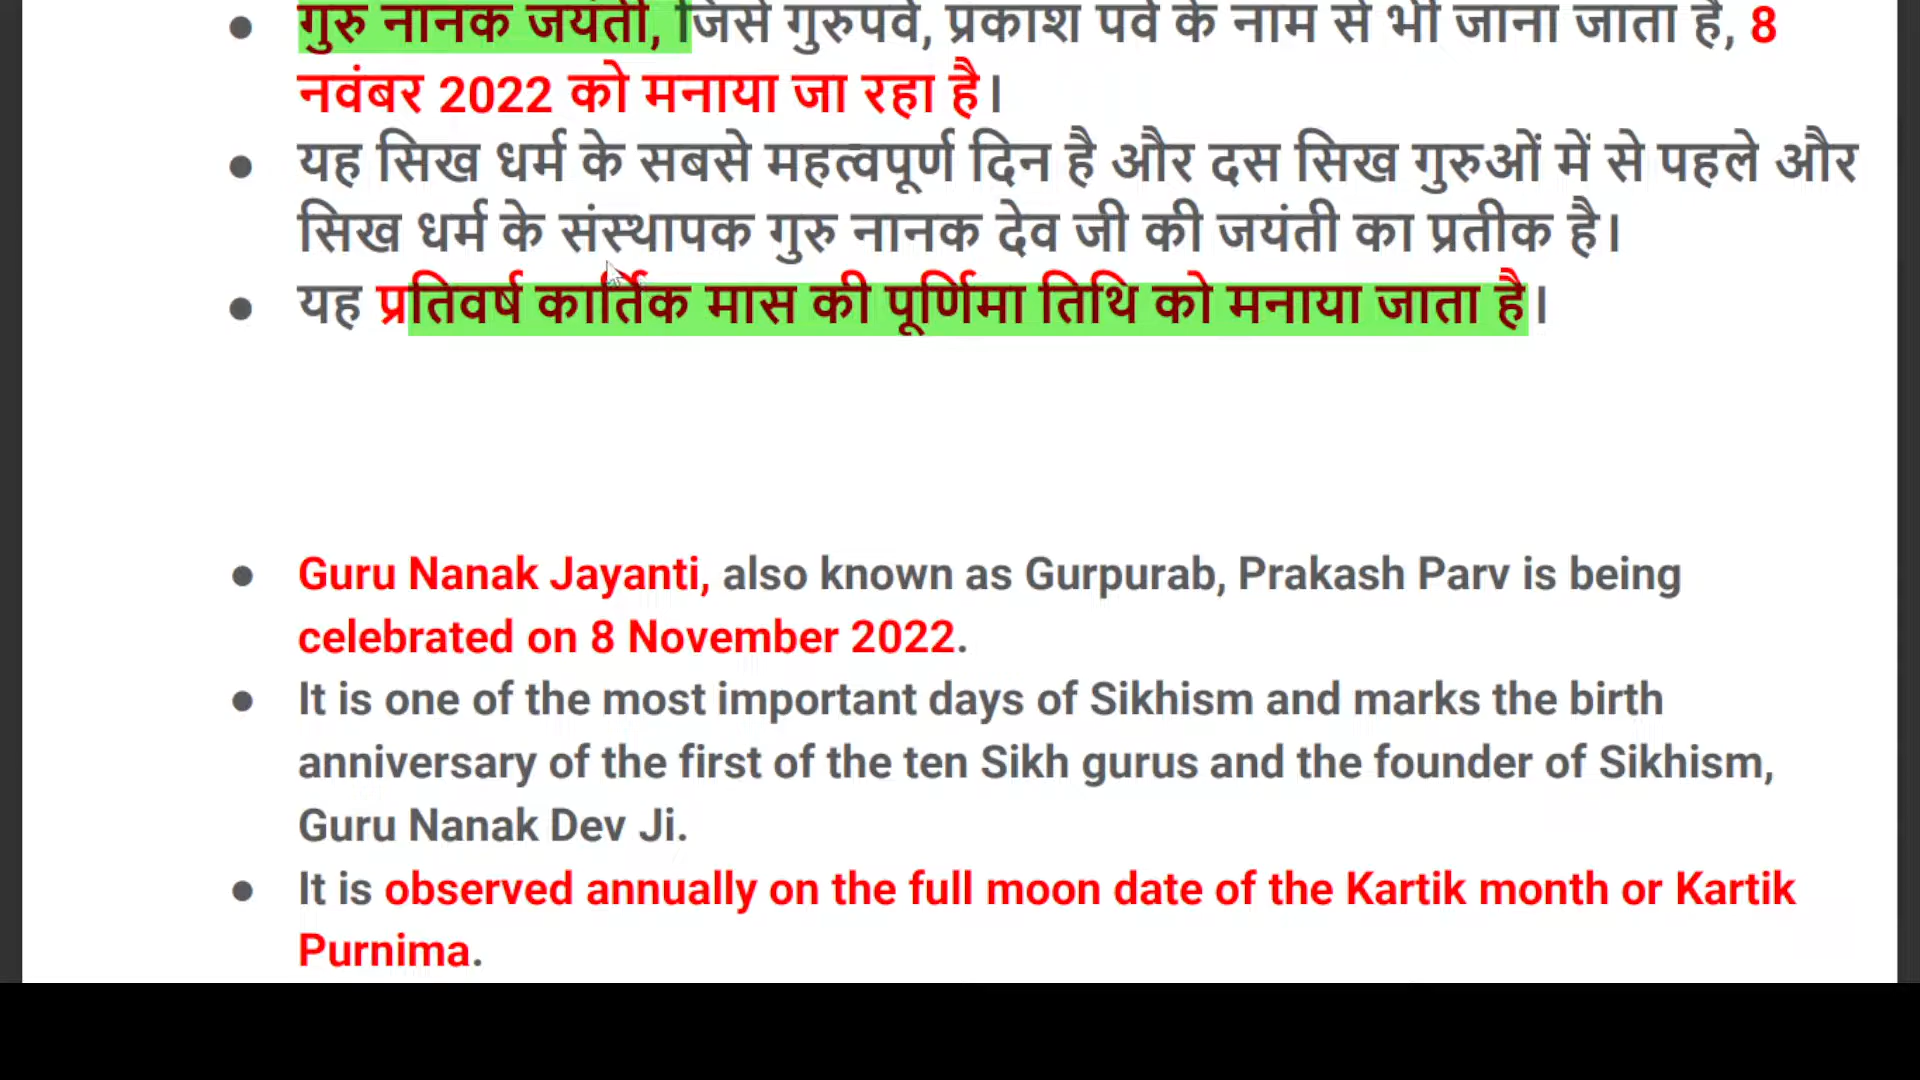 ● गुरु नानक जयंती, जिसे गुरुपर्व, प्रकाश पर्व के नाम से भी जाना जाता है, 8
नवंबर 2022 को मनाया जा रहा है।
● यह सिख धर्म के सबसे महत्वपूर्ण दिन है और दस सिख गुरुओं में से पहले और
सिख धर्म के संस्थापक गुरु नानक देव जी की जयंती का प्रतीक है।
● यह प्रतिवर्ष कार्तिक मास की पूर्णिमा तिथि को मनाया जाता है।
● Guru Nanak Jayanti, also known as Gurpurab, Prakash Parv is being
celebrated on 8 November 2022.
● It is one of the most important days of Sikhism and marks the birth
anniversary of the first of the ten Sikh gurus and the founder of Sikhism,
Guru Nanak Dev Ji.
● It is observed annually on the full moon date of the Kartik month or Kartik
Purnima.